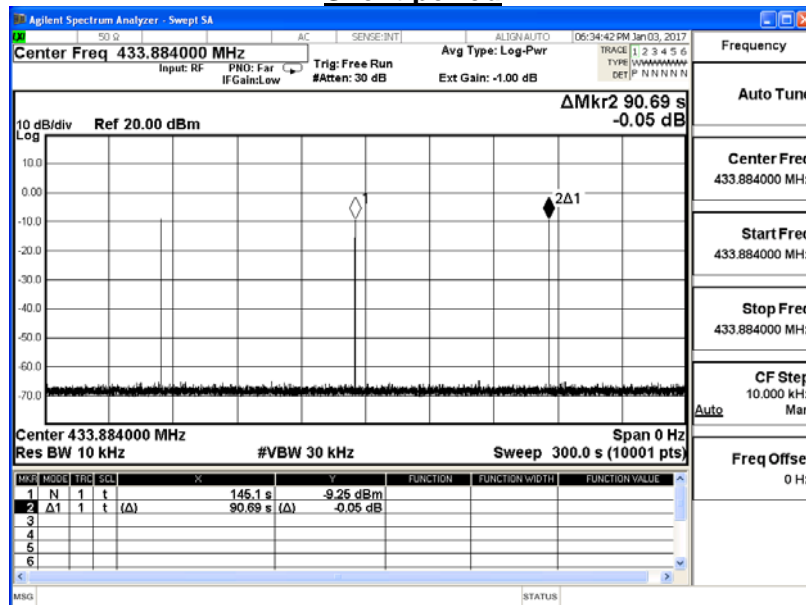 Agilent Spectrum Analyzer - Swept SA
50 Ω AC SENSE:INT ALIGN AUTO 06:34:42 PM Jan 03, 2017
Center Freq 433.884000 MHz
Input: RF PNO: Far IFGain:Low
Trig: Free Run
#Atten: 30 dB
Avg Type: Log-Pwr
Ext Gain: -1.00 dB
TRACE 1 2 3 4 5 6
TYPE WWWWWW
DET P N N N N N
ΔMkr2 90.69 s
-0.05 dB
10 dB/div Ref 20.00 dBm
Log
10.0
0.00
-10.0
-20.0
-30.0
-40.0
-50.0
-60.0
-70.0
1
2Δ1
Center 433.884000 MHz Span 0 Hz
Res BW 10 kHz #VBW 30 kHz Sweep 300.0 s (10001 pts)
MKR MODE TRC SCL X Y FUNCTION FUNCTION WIDTH FUNCTION VALUE
1 N 1 t 145.1 s -9.25 dBm
2 Δ1 1 t (Δ) 90.69 s (Δ) -0.05 dB
3
4
5
6
MSG STATUS
Frequency
Auto Tune
Center Freq
433.884000 MHz
Start Freq
433.884000 MHz
Stop Freq
433.884000 MHz
CF Step
10.000 kHz
Auto Man
Freq Offset
0 Hz